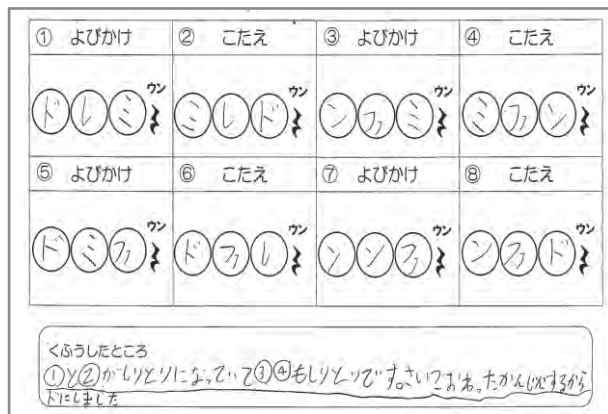 ① よびかけ ② こたえ ③ よびかけ ④ こたえ
ウン ウン ウン ウン
ドレミ ミレド ソファミ ミファソ
⑤ よびかけ ⑥ こたえ ⑦ よびかけ ⑧ こたえ
ウン ウン ウン ウン
ドミファ ドファレ ソソファ ソファド
くふうしたところ
①と②がしりとりになっていて③④もしりとりです。さいごおわったかんじがするから
ドにしました